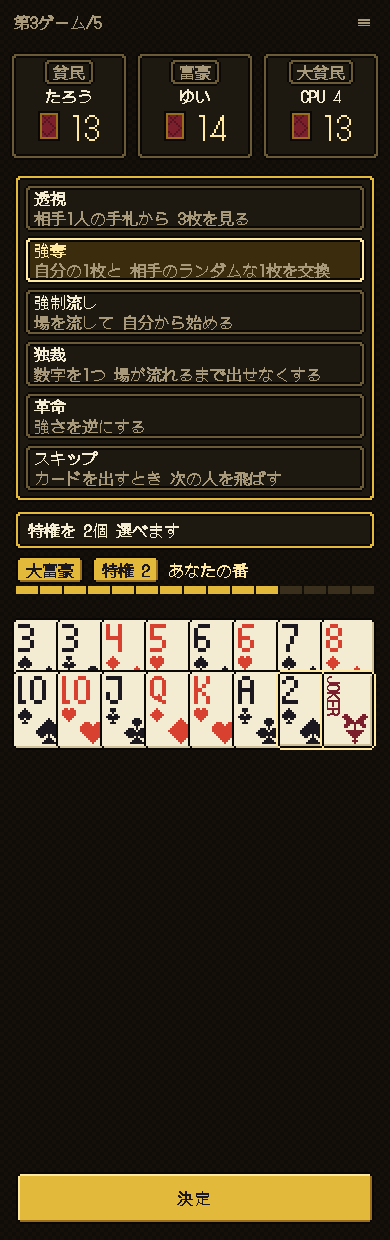 第3ゲーム/5
貧民
たろう
13
富豪
ゆい
14
大貧民
CPU 4
13
透視
相手1人の手札から 3枚を見る
強奪
自分の1枚と 相手のランダムな1枚を交換
強制流し
場を流して 自分から始める
独裁
数字を1つ 場が流れるまで出せなくする
革命
強さを逆にする
スキップ
カードを出すとき 次の人を飛ばす
特権を 2個 選べます
大富豪 特権 2 あなたの番
3 3 4 5 6 6 7 8
10 10 J Q K A 2 JOKER
決定